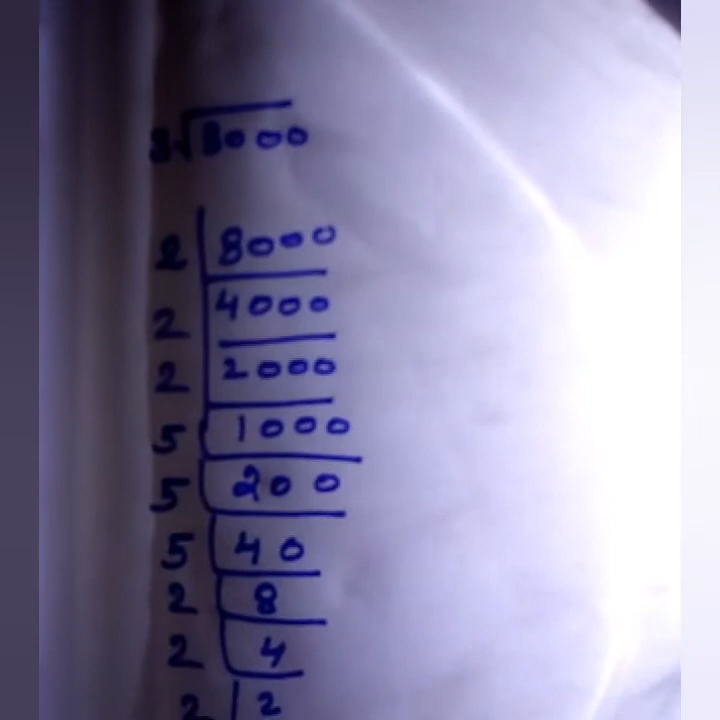 3√8000
2 | 8000
2 | 4000
2 | 2000
5 | 1000
5 | 200
5 | 40
2 | 8
2 | 4
2 | 2